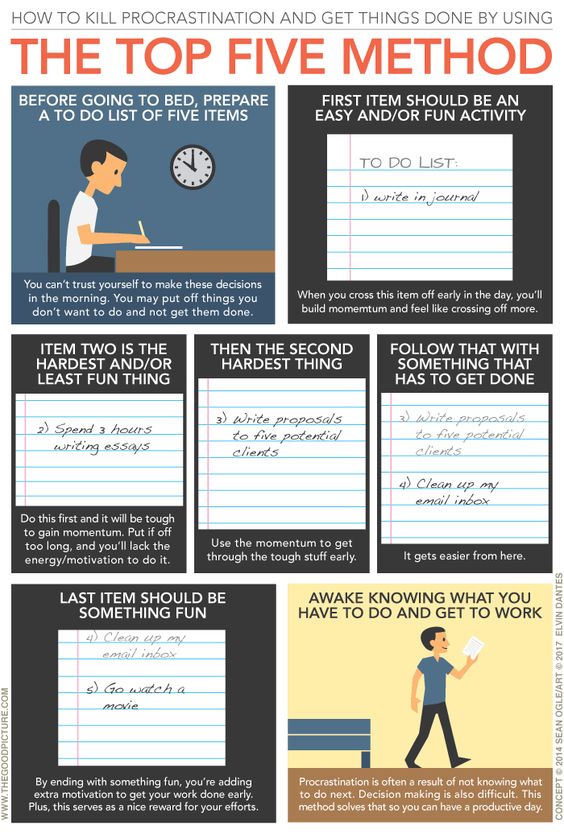 HOW TO KILL PROCRASTINATION AND GET THINGS DONE BY USING
THE TOP FIVE METHOD
BEFORE GOING TO BED, PREPARE
A TO DO LIST OF FIVE ITEMS
You can't trust yourself to make these decisions
in the morning. You may put off things you
don't want to do and not get them done.
FIRST ITEM SHOULD BE AN
EASY AND/OR FUN ACTIVITY
TO DO LIST:
1) write in journal
When you cross this item off early in the day, you'll
build momemtum and feel like crossing off more.
ITEM TWO IS THE
HARDEST AND/OR
LEAST FUN THING
2) Spend 3 hours
writing essays
Do this first and it will be tough
to gain momentum. Put if off
too long, and you'll lack the
energy/motivation to do it.
THEN THE SECOND
HARDEST THING
3) Write proposals
to five potential
clients
Use the momentum to get
through the tough stuff early.
FOLLOW THAT WITH
SOMETHING THAT
HAS TO GET DONE
3) Write proposals
to five potential
clients
4) Clean up my
email inbox
It gets easier from here.
LAST ITEM SHOULD BE
SOMETHING FUN
4) Clean up my
email inbox
5) Go watch a
movie
By ending with something fun, you're adding
extra motivation to get your work done early.
Plus, this serves as a nice reward for your efforts.
AWAKE KNOWING WHAT YOU
HAVE TO DO AND GET TO WORK
Procrastination is often a result of not knowing what
to do next. Decision making is also difficult. This
method solves that so you can have a productive day.
WWW.THEGOODPICTURE.COM
CONCEPT © 2014 SEAN OGLE/ART © 2017 ELVIN DANTES